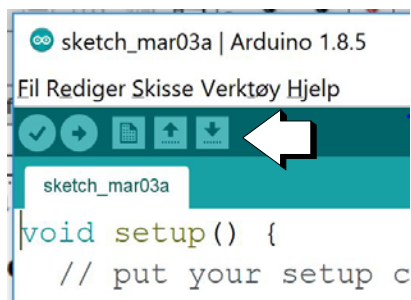 sketch_mar03a | Arduino 1.8.5
Fil Rediger Skisse Verktøy Hjelp
sketch_mar03a
void setup() {
// put your setup c